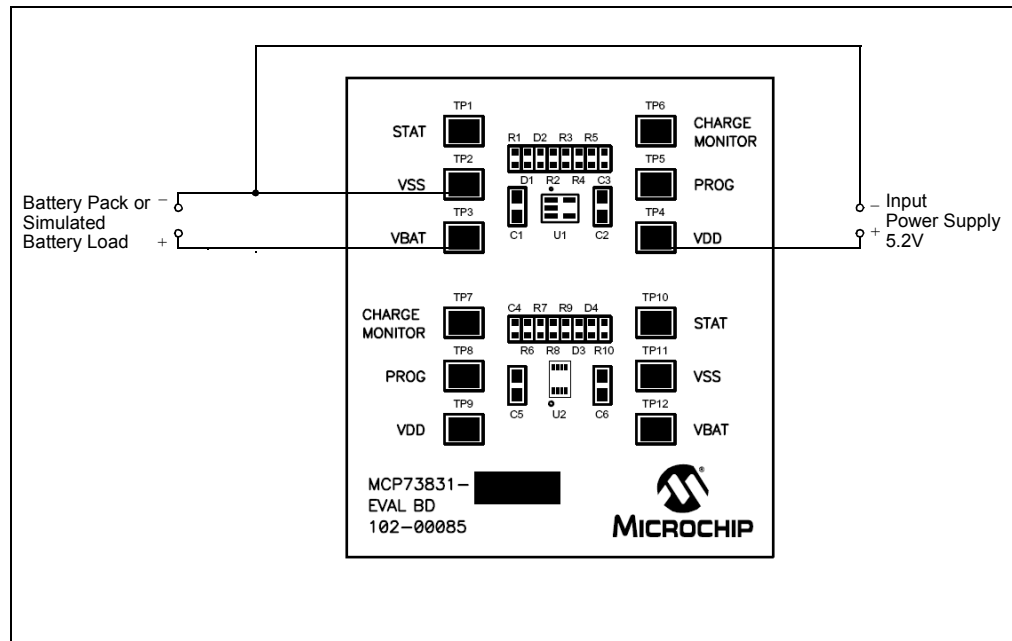 TP1
STAT
TP2
VSS
TP3
VBAT
R1 D2 R3 R5
D1 R2 R4 C3
C1 U1 C2
TP6
CHARGE
MONITOR
TP5
PROG
TP4
VDD
Battery Pack or
Simulated
Battery Load
−
+
−
+
Input
Power Supply
5.2V
TP7
CHARGE
MONITOR
TP8
PROG
TP9
VDD
C4 R7 R9 D4
R6 R8 D3 R10
C5 U2 C6
TP10
STAT
TP11
VSS
TP12
VBAT
MCP73831-
EVAL BD
102-00085
MICROCHIP
®